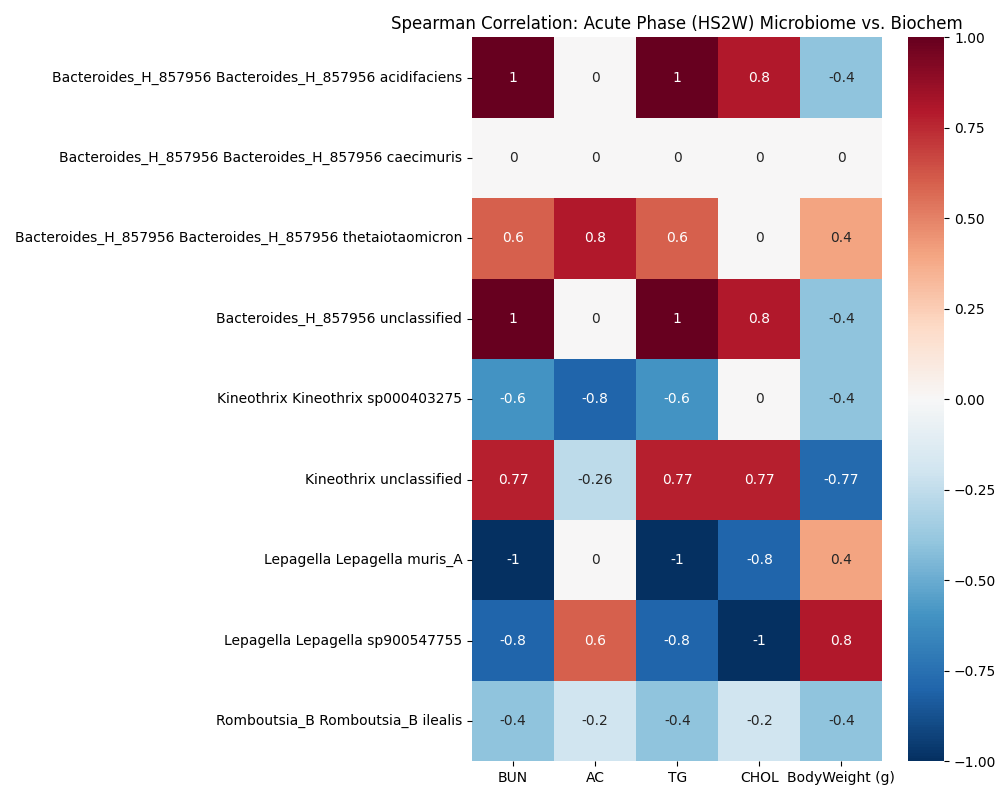 Spearman Correlation: Acute Phase (HS2W) Microbiome vs. Biochem
Bacteroides_H_857956 Bacteroides_H_857956 acidifaciens 1 0 1 0.8 -0.4
Bacteroides_H_857956 Bacteroides_H_857956 caecimuris 0 0 0 0 0
Bacteroides_H_857956 Bacteroides_H_857956 thetaiotaomicron 0.6 0.8 0.6 0 0.4
Bacteroides_H_857956 unclassified 1 0 1 0.8 -0.4
Kineothrix Kineothrix sp000403275 -0.6 -0.8 -0.6 0 -0.4
Kineothrix unclassified 0.77 -0.26 0.77 0.77 -0.77
Lepagella Lepagella muris_A -1 0 -1 -0.8 0.4
Lepagella Lepagella sp900547755 -0.8 0.6 -0.8 -1 0.8
Romboutsia_B Romboutsia_B ilealis -0.4 -0.2 -0.4 -0.2 -0.4
BUN AC TG CHOL BodyWeight (g)
1.00
0.75
0.50
0.25
0.00
−0.25
−0.50
−0.75
−1.00